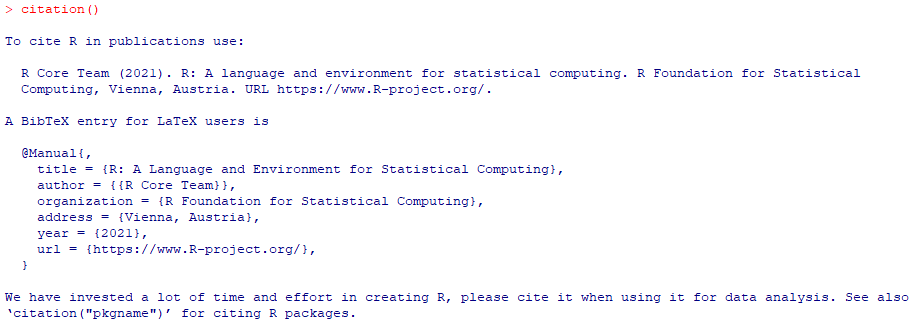 > citation()
To cite R in publications use:
R Core Team (2021). R: A language and environment for statistical computing. R Foundation for Statistical
Computing, Vienna, Austria. URL https://www.R-project.org/.
A BibTeX entry for LaTeX users is
@Manual{,
title = {R: A Language and Environment for Statistical Computing},
author = {{R Core Team}},
organization = {R Foundation for Statistical Computing},
address = {Vienna, Austria},
year = {2021},
url = {https://www.R-project.org/},
}
We have invested a lot of time and effort in creating R, please cite it when using it for data analysis. See also
‘citation("pkgname")’ for citing R packages.